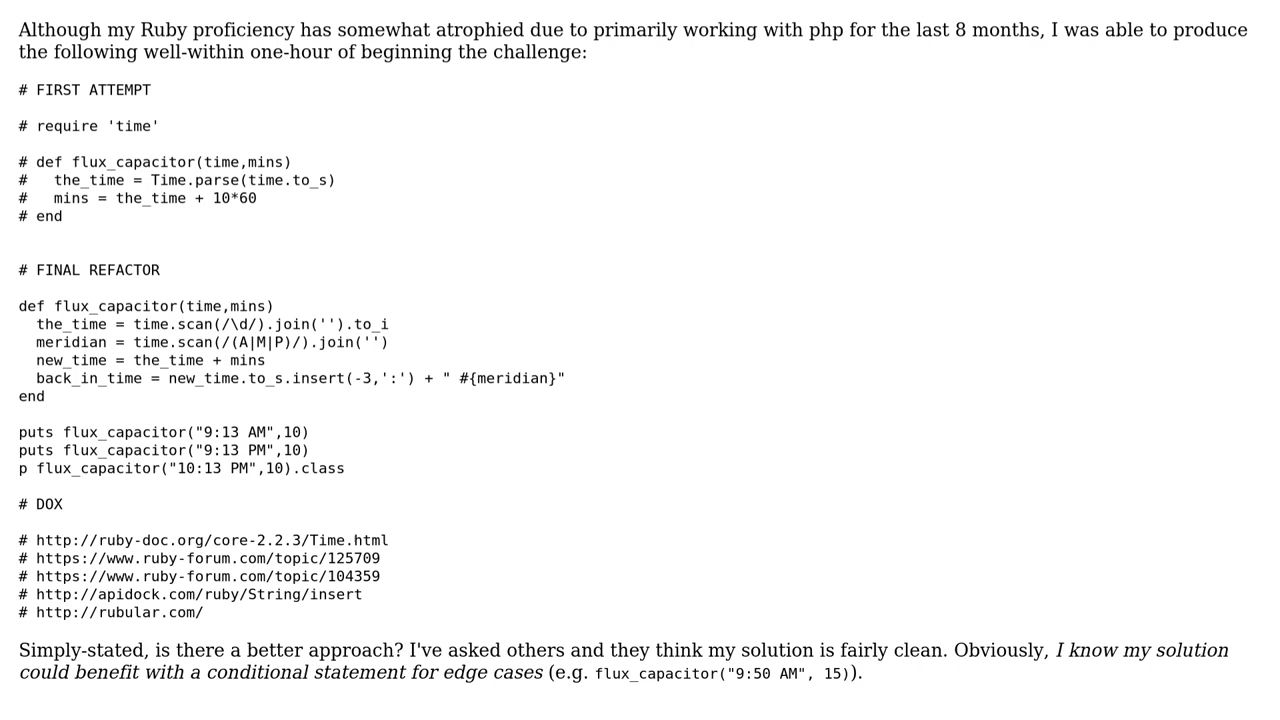 Although my Ruby proficiency has somewhat atrophied due to primarily working with php for the last 8 months, I was able to produce
the following well-within one-hour of beginning the challenge:
# FIRST ATTEMPT
# require 'time'
# def flux_capacitor(time,mins)
#   the_time = Time.parse(time.to_s)
#   mins = the_time + 10*60
# end
# FINAL REFACTOR
def flux_capacitor(time,mins)
  the_time = time.scan(/\d/).join('').to_i
  meridian = time.scan(/(A|M|P)/).join('')
  new_time = the_time + mins
  back_in_time = new_time.to_s.insert(-3,':') + " #{meridian}"
end
puts flux_capacitor("9:13 AM",10)
puts flux_capacitor("9:13 PM",10)
p flux_capacitor("10:13 PM",10).class
# DOX
# http://ruby-doc.org/core-2.2.3/Time.html
# https://www.ruby-forum.com/topic/125709
# https://www.ruby-forum.com/topic/104359
# http://apidock.com/ruby/String/insert
# http://rubular.com/
Simply-stated, is there a better approach? I've asked others and they think my solution is fairly clean. Obviously, I know my solution
could benefit with a conditional statement for edge cases (e.g. flux_capacitor("9:50 AM", 15)).